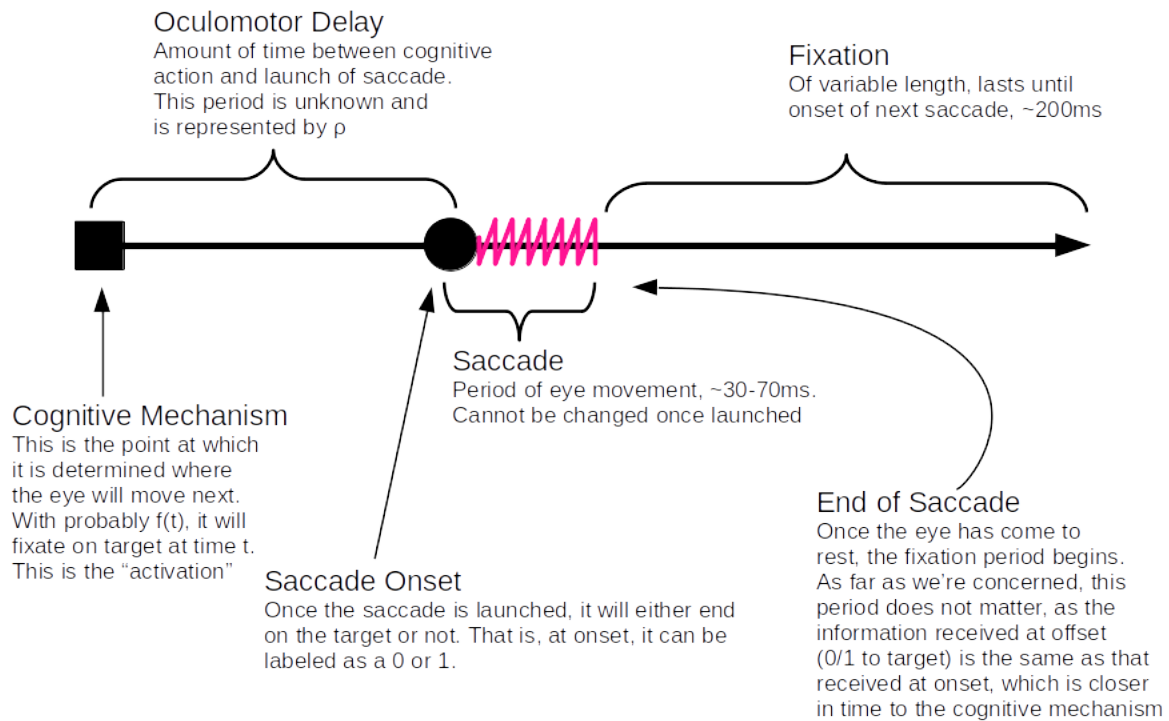 Oculomotor Delay
Amount of time between cognitive
action and launch of saccade.
This period is unknown and
is represented by ρ
Fixation
Of variable length, lasts until
onset of next saccade, ~200ms
Saccade
Period of eye movement, ~30-70ms.
Cannot be changed once launched
Cognitive Mechanism
This is the point at which
it is determined where
the eye will move next.
With probably f(t), it will
fixate on target at time t.
This is the “activation”
Saccade Onset
Once the saccade is launched, it will either end
on the target or not. That is, at onset, it can be
labeled as a 0 or 1.
End of Saccade
Once the eye has come to
rest, the fixation period begins.
As far as we’re concerned, this
period does not matter, as the
information received at offset
(0/1 to target) is the same as that
received at onset, which is closer
in time to the cognitive mechanism